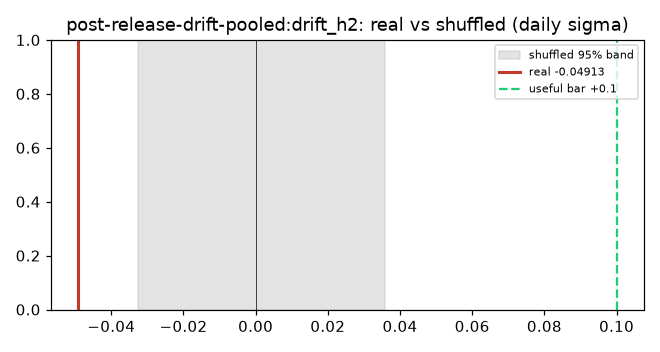 post-release-drift-pooled:drift_h2: real vs shuffled (daily sigma)
shuffled 95% band
real -0.04913
useful bar +0.1
1.0
0.8
0.6
0.4
0.2
0.0
−0.04 −0.02 0.00 0.02 0.04 0.06 0.08 0.10